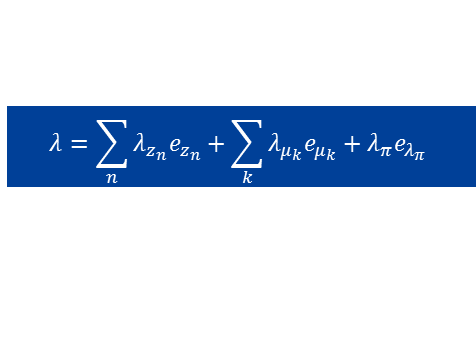 λ = ∑_n λ_{z_n} e_{z_n} + ∑_k λ_{μ_k} e_{μ_k} + λ_π e_{λ_π}